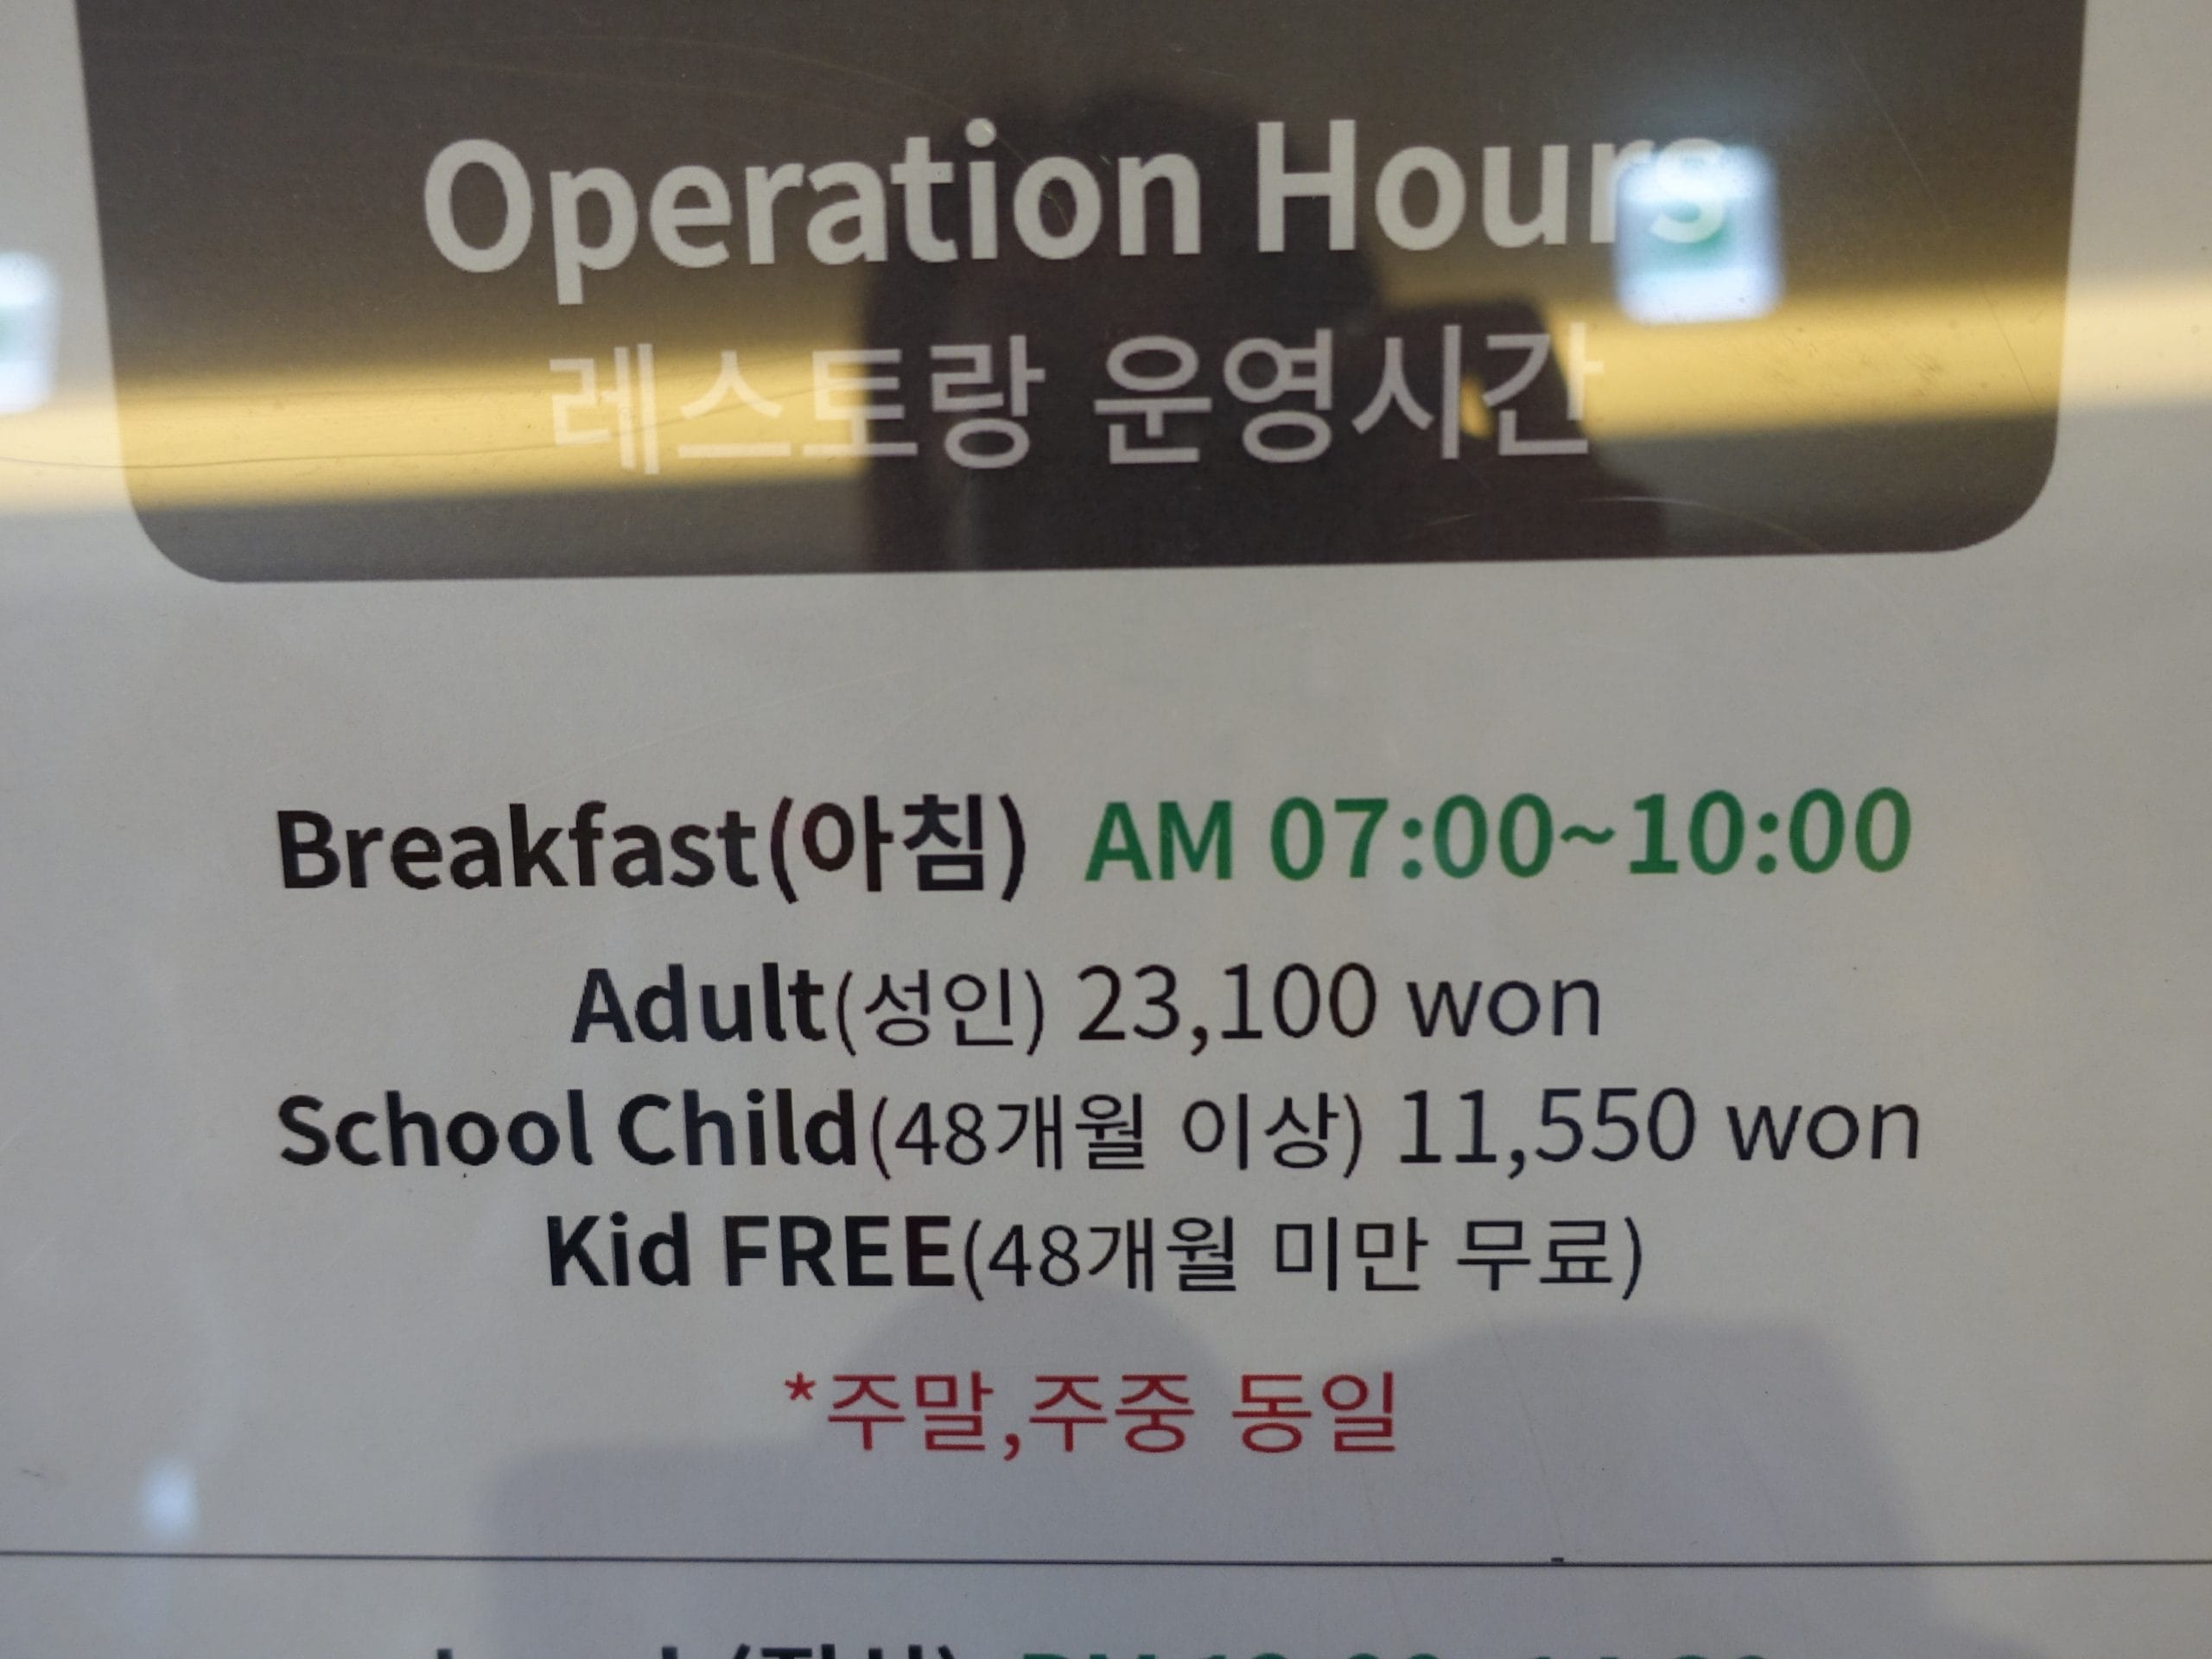 Operation Hours
레스토랑 운영시간
Breakfast(아침) AM 07:00~10:00
Adult(성인) 23,100 won
School Child(48개월 이상) 11,550 won
Kid FREE(48개월 미만 무료)
*주말,주중 동일